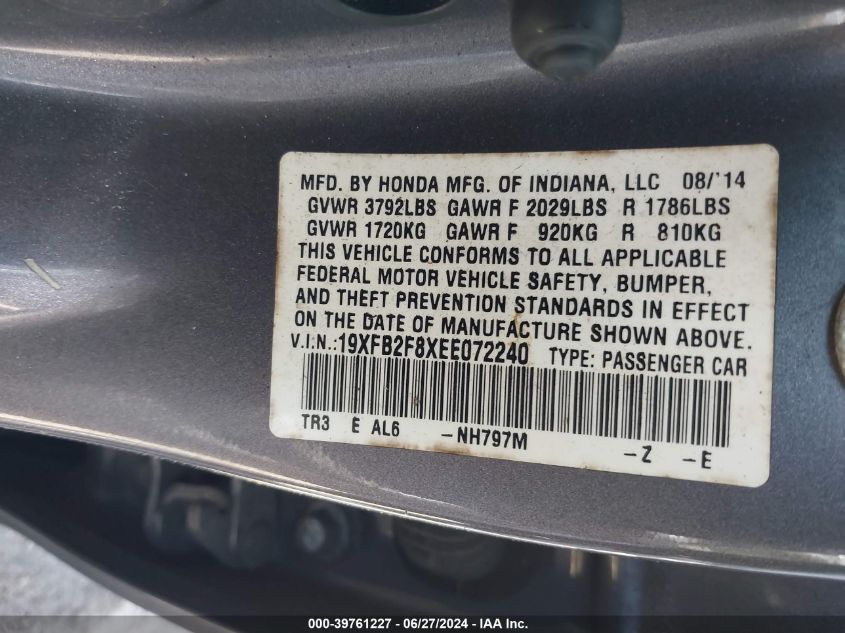 MFD. BY HONDA MFG. OF INDIANA, LLC 08/'14
GVWR 3792LBS GAWR F 2029LBS R 1786LBS
GVWR 1720KG GAWR F 920KG R 810KG
THIS VEHICLE CONFORMS TO ALL APPLICABLE
FEDERAL MOTOR VEHICLE SAFETY, BUMPER,
AND THEFT PREVENTION STANDARDS IN EFFECT
ON THE DATE OF MANUFACTURE SHOWN ABOVE.
V.I.N.:19XFB2F8XEE072240 TYPE: PASSENGER CAR
TR3 E AL6 -NH797M -Z -E
000-39761227 - 06/27/2024 - IAA Inc.